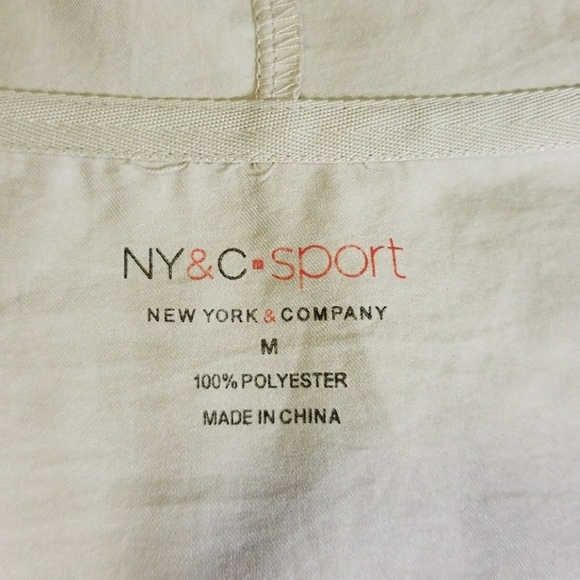 NY&C▪sport
NEW YORK & COMPANY
M
100% POLYESTER
MADE IN CHINA